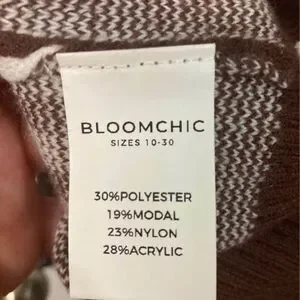 BLOOMCHIC
SIZES 10-30
30%POLYESTER
19%MODAL
23%NYLON
28%ACRYLIC